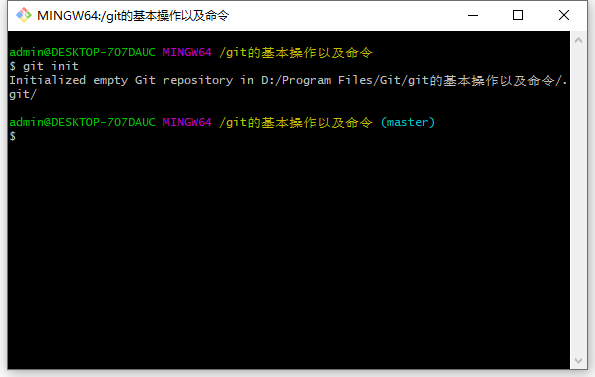 MINGW64:/git的基本操作以及命令
admin@DESKTOP-707DAUC MINGW64 /git的基本操作以及命令
$ git init
Initialized empty Git repository in D:/Program Files/Git/git的基本操作以及命令/.
git/
admin@DESKTOP-707DAUC MINGW64 /git的基本操作以及命令 (master)
$